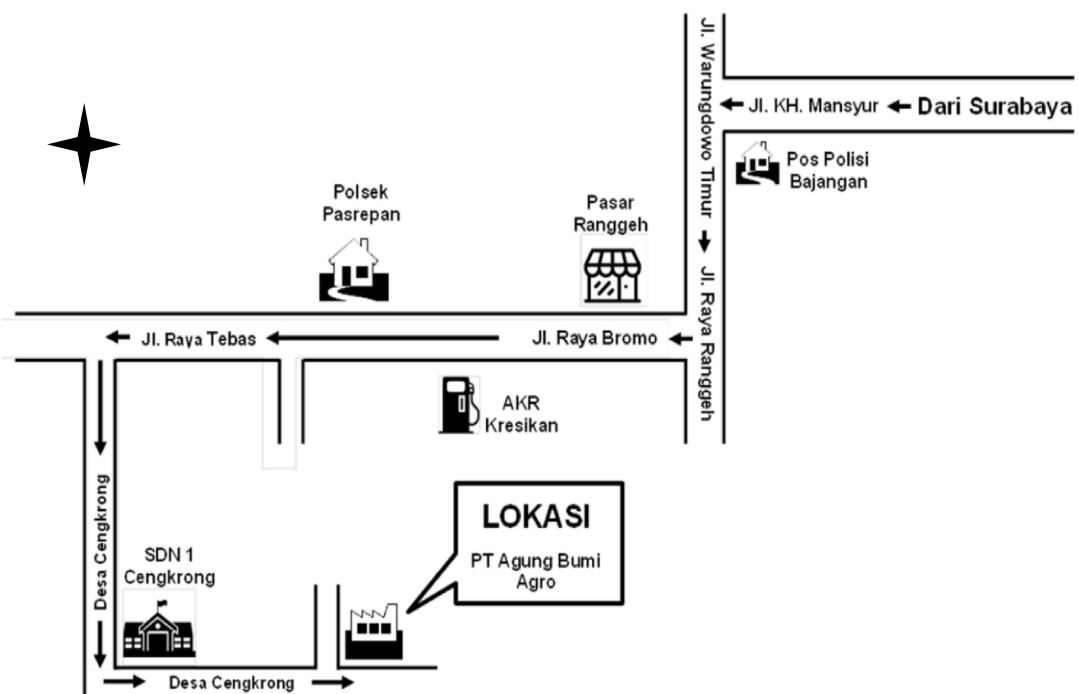 Jl. Warungdowo Timur
Jl. KH. Mansyur
Dari Surabaya
Pos Polisi
Bajangan
Polsek
Pasrepan
Pasar
Ranggeh
Jl. Raya Ranggeh
Jl. Raya Tebas
Jl. Raya Bromo
AKR
Kresikan
Desa Cengkrong
LOKASI
PT Agung Bumi
Agro
SDN 1
Cengkrong
Desa Cengkrong